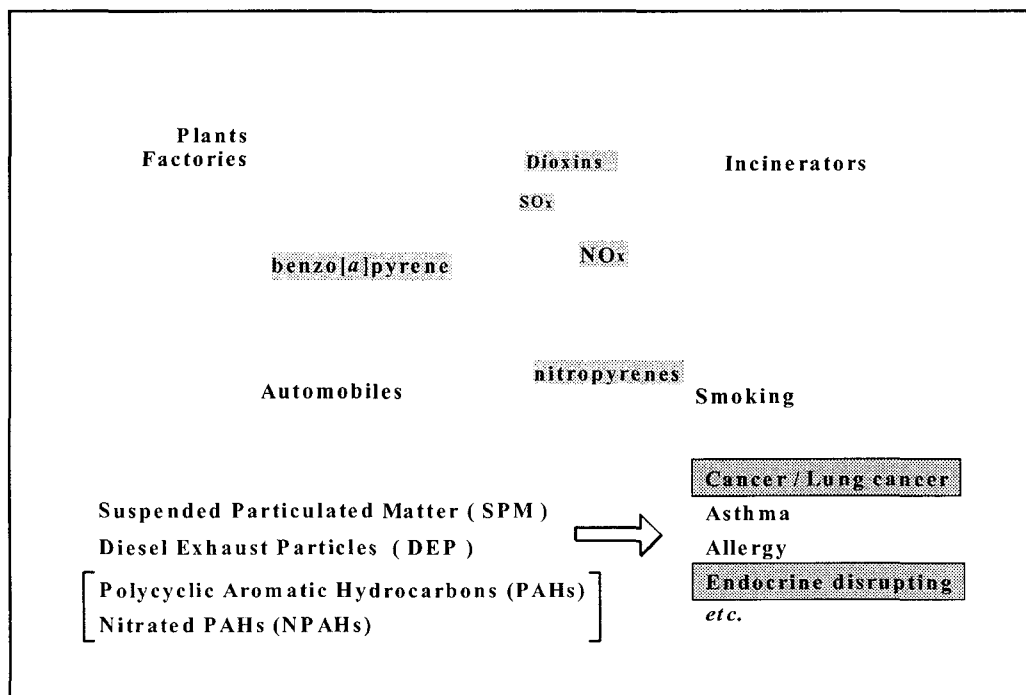 Plants
Factories
Dioxins
Incinerators
SOx
NOx
benzo[a]pyrene
nitropyrenes
Automobiles
Smoking
Cancer / Lung cancer
Suspended Particulated Matter ( SPM )
Asthma
Diesel Exhaust Particles ( DEP )
Allergy
Polycyclic Aromatic Hydrocarbons (PAHs)
Endocrine disrupting
Nitrated PAHs (NPAHs)
etc.